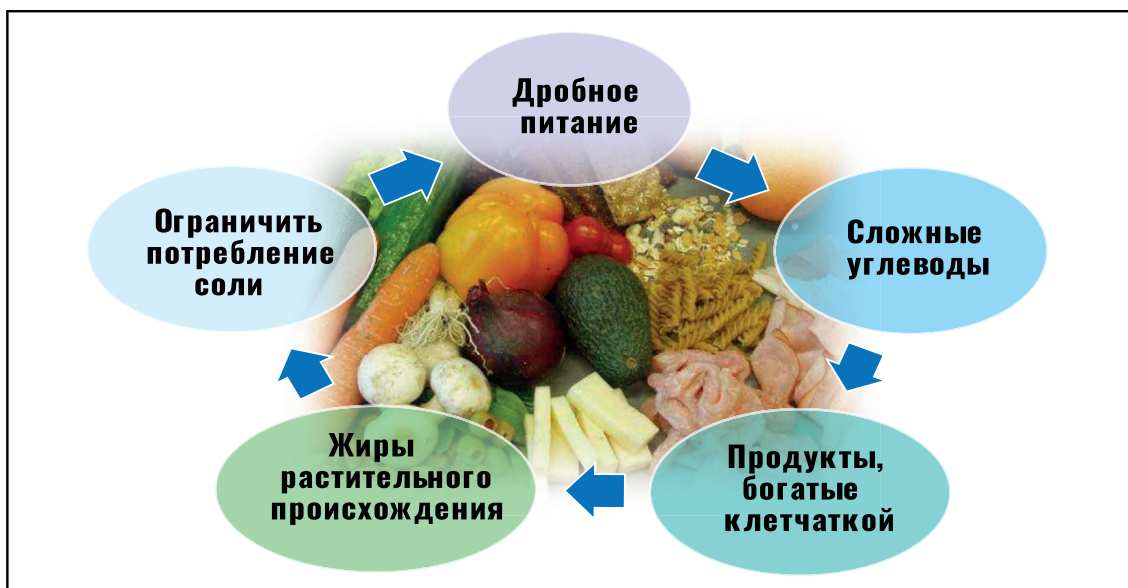 Дробное
питание
Сложные
углеводы
Продукты,
богатые
клетчаткой
Жиры
растительного
происхождения
Ограничить
потребление
соли